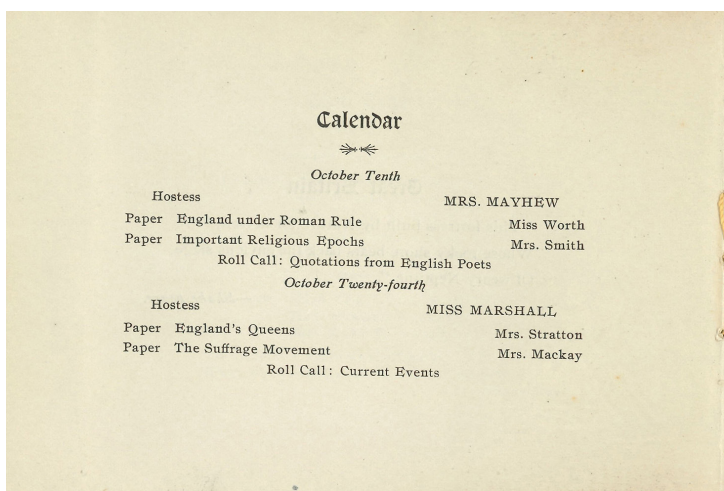 Calendar
October Tenth
Hostess MRS. MAYHEW
Paper England under Roman Rule Miss Worth
Paper Important Religious Epochs Mrs. Smith
Roll Call: Quotations from English Poets
October Twenty-fourth
Hostess MISS MARSHALL
Paper England's Queens Mrs. Stratton
Paper The Suffrage Movement Mrs. Mackay
Roll Call: Current Events